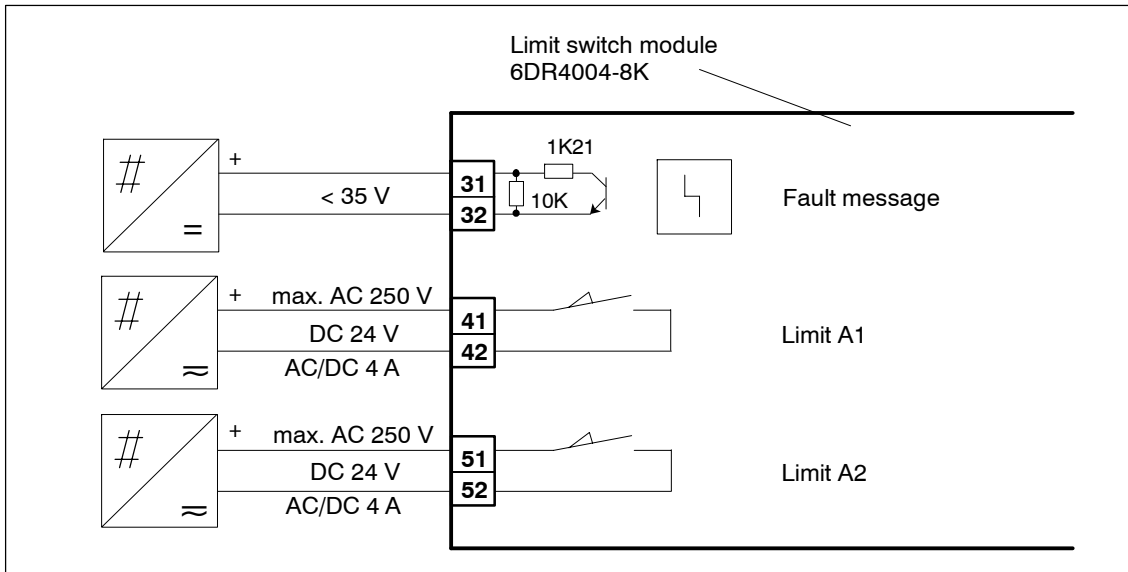 Limit switch module
6DR4004-8K
+
< 35 V
=
31
32
1K21
10K
Fault message
+
max. AC 250 V
DC 24 V
AC/DC 4 A
41
42
Limit A1
+
max. AC 250 V
DC 24 V
AC/DC 4 A
51
52
Limit A2